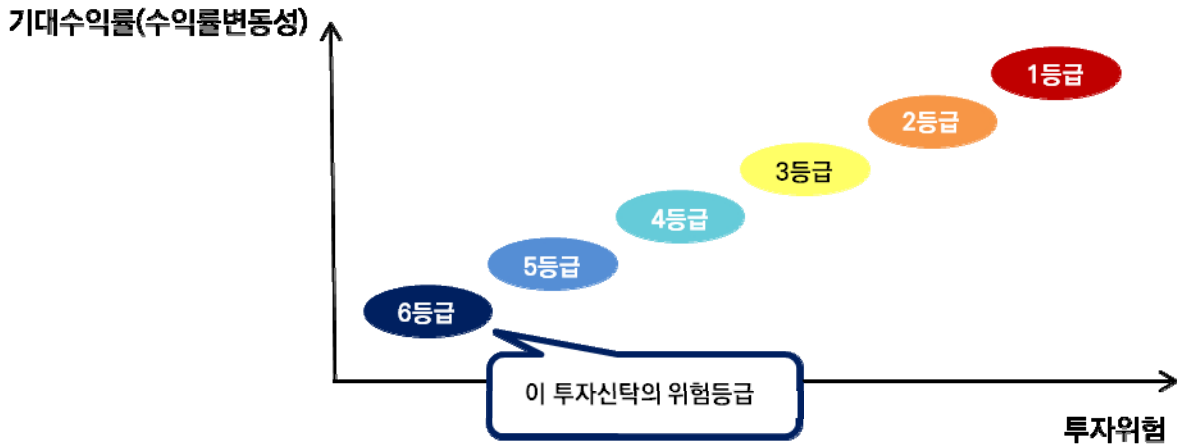 기대수익률(수익률변동성)
1등급
2등급
3등급
4등급
5등급
6등급
이 투자신탁의 위험등급
투자위험